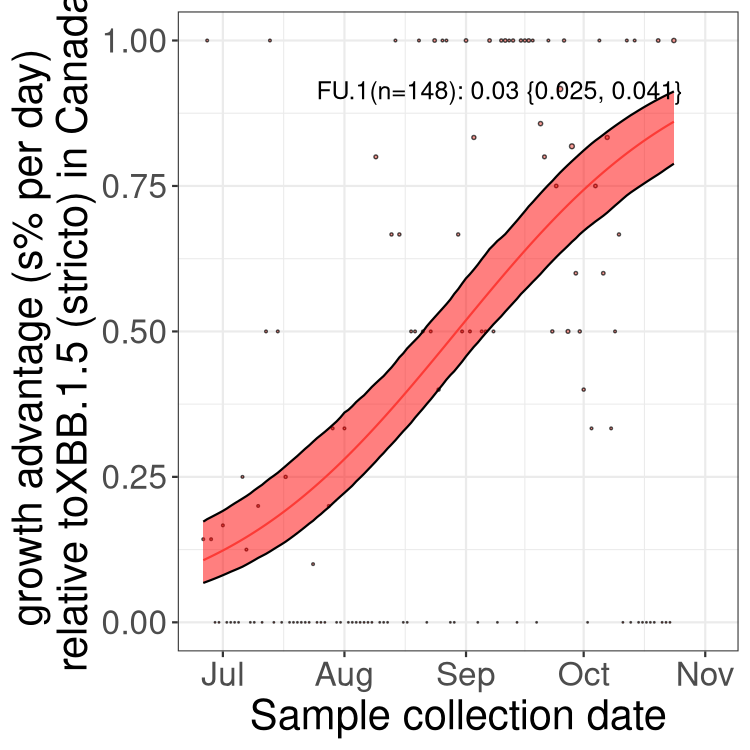 growth advantage (s% per day)
relative toXBB.1.5 (stricto) in Canada
1.00
0.75
0.50
0.25
0.00
FU.1(n=148): 0.03 {0.025, 0.041}
Jul Aug Sep Oct Nov
Sample collection date